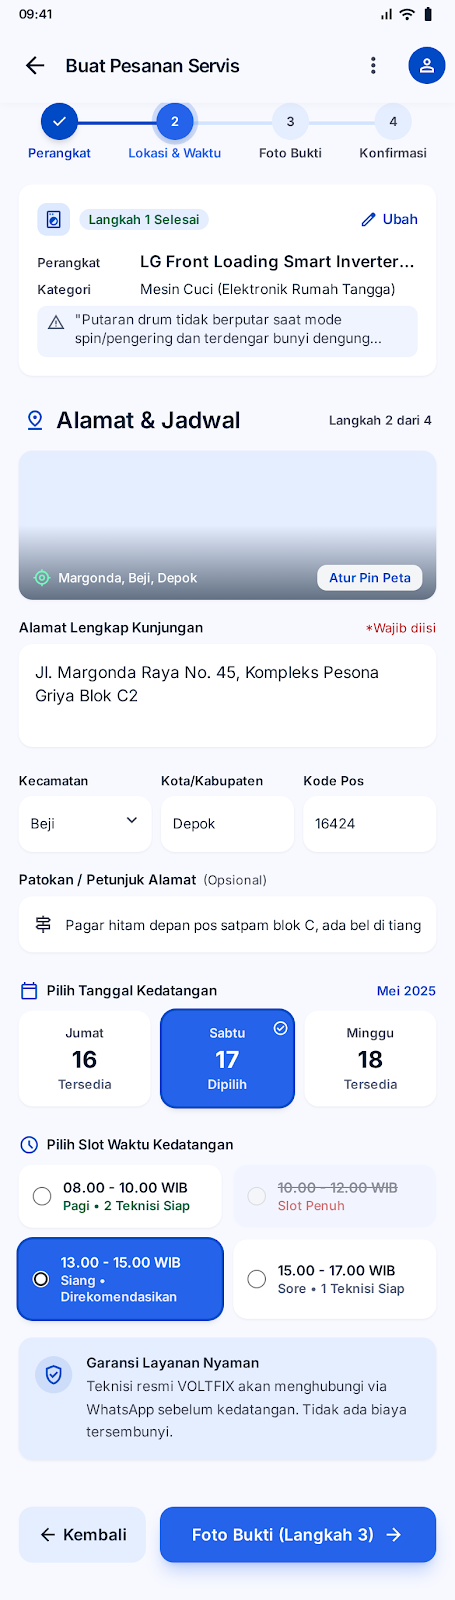 09:41
Buat Pesanan Servis
2
3
4
Perangkat
Lokasi & Waktu
Foto Bukti
Konfirmasi
Langkah 1 Selesai
Ubah
Perangkat
LG Front Loading Smart Inverter...
Kategori
Mesin Cuci (Elektronik Rumah Tangga)
"Putaran drum tidak berputar saat mode
spin/pengering dan terdengar bunyi dengung...
Alamat & Jadwal
Langkah 2 dari 4
Margonda, Beji, Depok
Atur Pin Peta
Alamat Lengkap Kunjungan
*Wajib diisi
Jl. Margonda Raya No. 45, Kompleks Pesona
Griya Blok C2
Kecamatan
Kota/Kabupaten
Kode Pos
Beji
Depok
16424
Patokan / Petunjuk Alamat (Opsional)
Pagar hitam depan pos satpam blok C, ada bel di tiang
Pilih Tanggal Kedatangan
Mei 2025
Jumat
16
Tersedia
Sabtu
17
Dipilih
Minggu
18
Tersedia
Pilih Slot Waktu Kedatangan
08.00 - 10.00 WIB
Pagi • 2 Teknisi Siap
10.00 - 12.00 WIB
Slot Penuh
13.00 - 15.00 WIB
Siang •
Direkomendasikan
15.00 - 17.00 WIB
Sore • 1 Teknisi Siap
Garansi Layanan Nyaman
Teknisi resmi VOLTFIX akan menghubungi via
WhatsApp sebelum kedatangan. Tidak ada biaya
tersembunyi.
Kembali
Foto Bukti (Langkah 3)